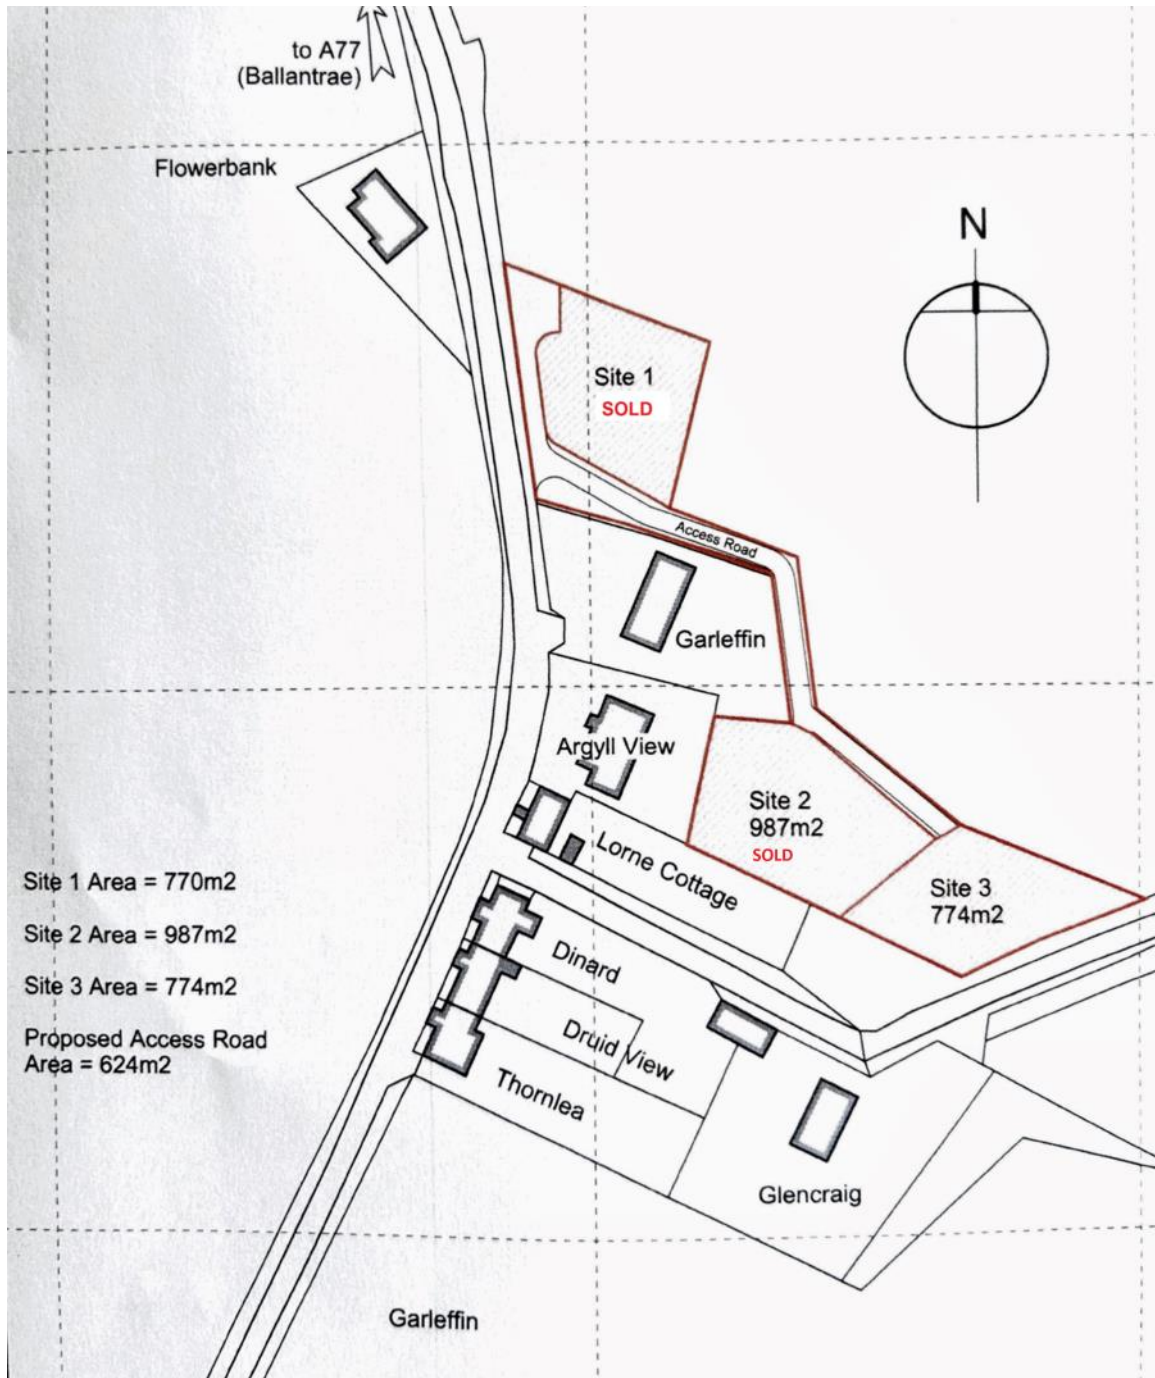 to A77
(Ballantrae)
Flowerbank
N
Site 1
SOLD
Access Road
Garleffin
Argyll View
Site 2
987m2
SOLD
Lorne Cottage
Site 3
774m2
Site 1 Area = 770m2
Site 2 Area = 987m2
Site 3 Area = 774m2
Proposed Access Road
Area = 624m2
Dinard
Druid View
Thornlea
Glencraig
Garleffin